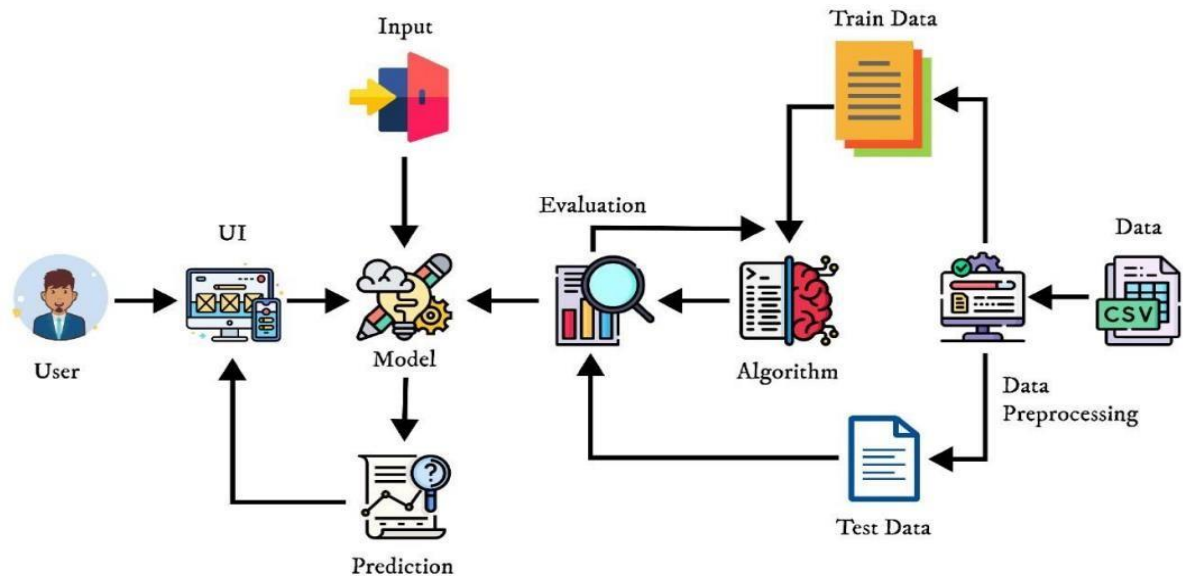 Input
Train Data
Evaluation
UI
Data
CSV
User
Model
Algorithm
Data
Preprocessing
?
Test Data
Prediction
>_